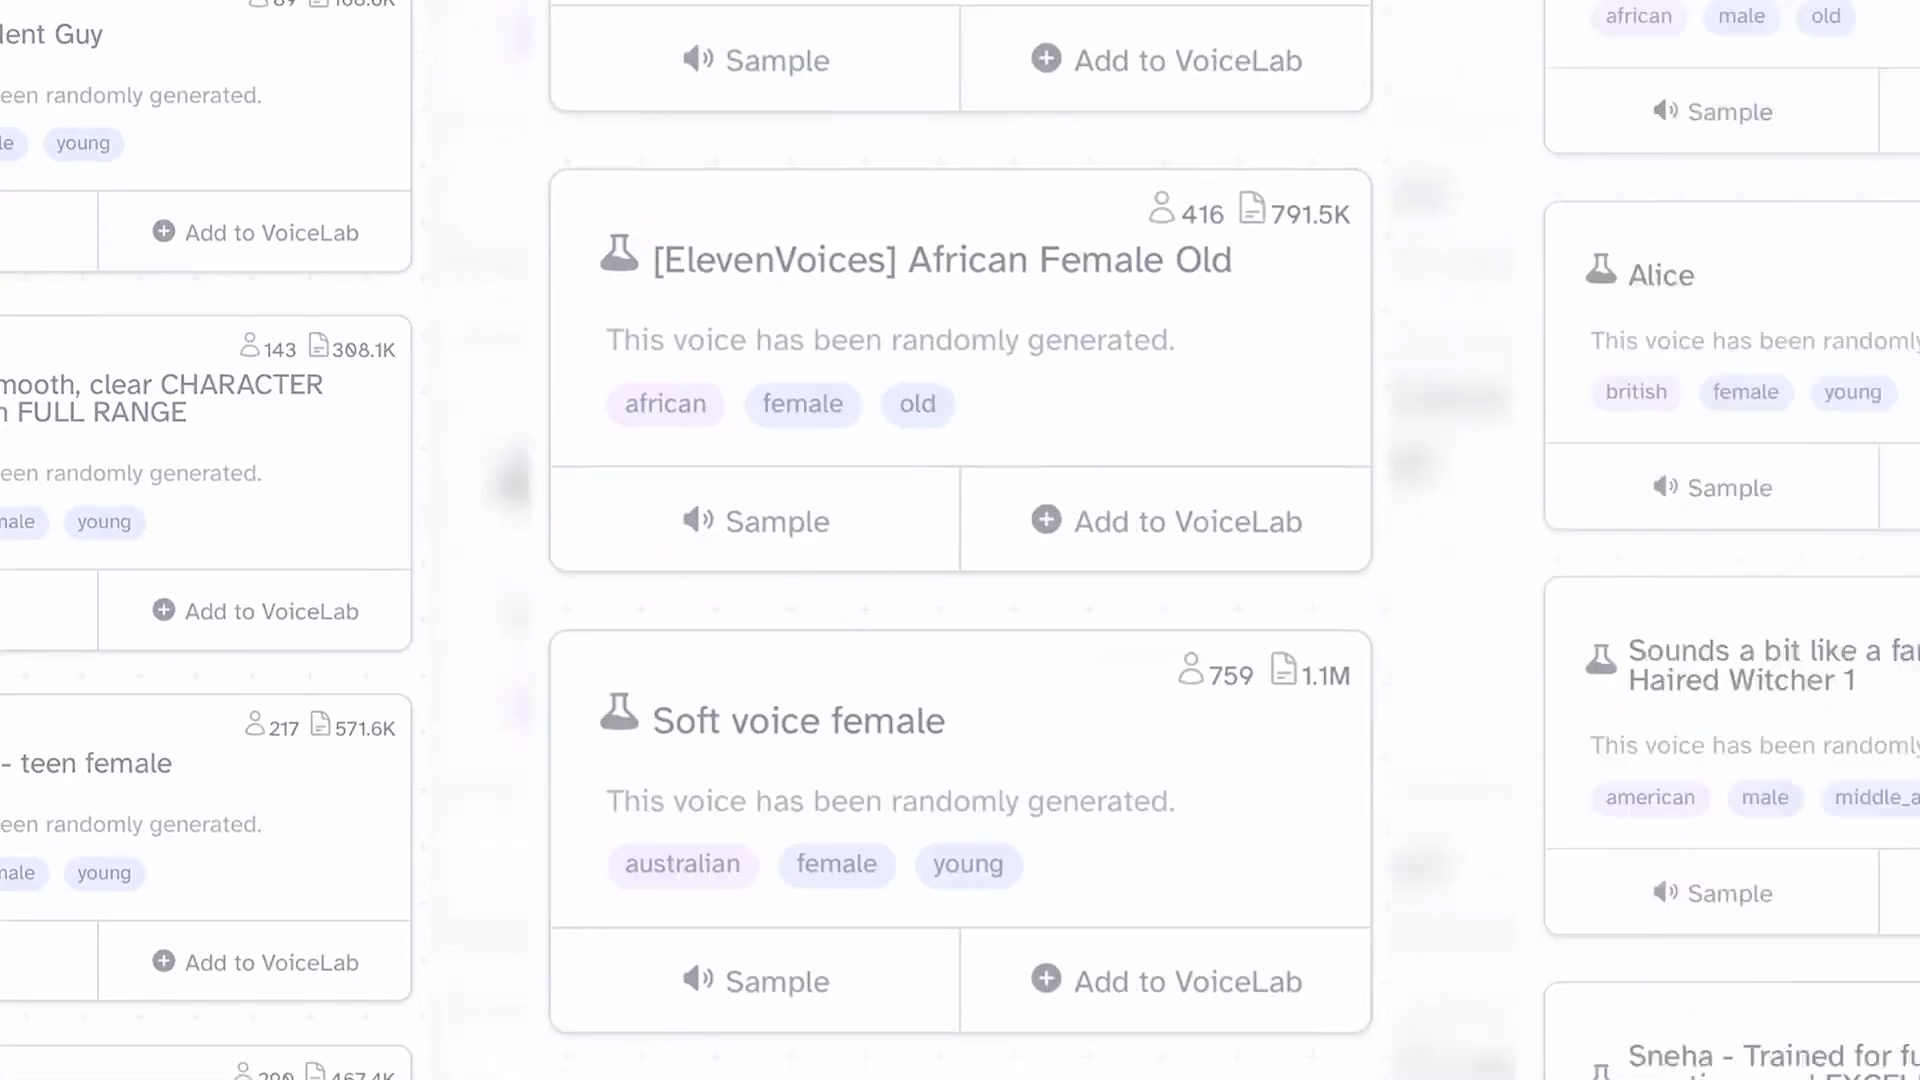 dent Guy
een randomly generated.
young
Add to VoiceLab
143 308.1K
mooth, clear CHARACTER
FULL RANGE
een randomly generated.
young
Add to VoiceLab
217 571.6K
- teen female
een randomly generated.
young
Add to VoiceLab
Sample Add to VoiceLab
416 791.5K
[ElevenVoices] African Female Old
This voice has been randomly generated.
african female old
Sample Add to VoiceLab
759 1.1M
Soft voice female
This voice has been randomly generated.
australian female young
Sample Add to VoiceLab
african male old
Sample
Alice
This voice has been randomly
british female young
Sample
Sounds a bit like a
Haired Witcher 1
This voice has been randomly
american male middle_a
Sample
Sneha - Trained for